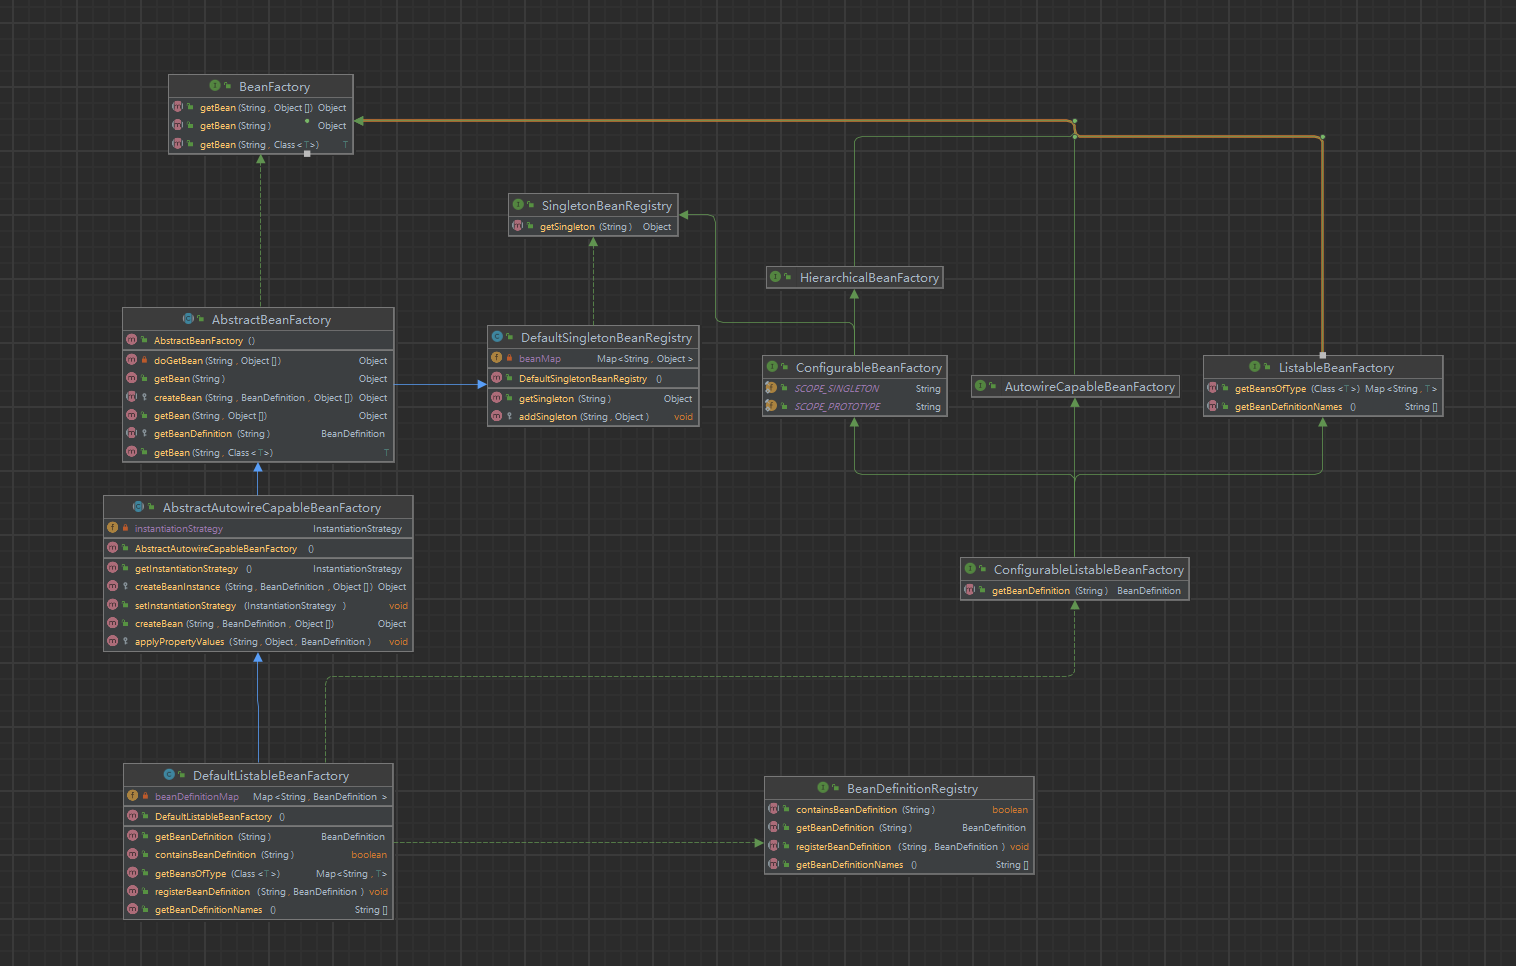 BeanFactory
getBean (String, Object []) Object
getBean (String) Object
getBean (String, Class <T>) T
SingletonBeanRegistry
getSingleton (String) Object
HierarchicalBeanFactory
AbstractBeanFactory
AbstractBeanFactory ()
doGetBean (String, Object []) Object
getBean (String) Object
createBean (String, BeanDefinition, Object []) Object
getBean (String, Object []) Object
getBeanDefinition (String) BeanDefinition
getBean (String, Class <T>) T
DefaultSingletonBeanRegistry
beanMap Map<String, Object >
DefaultSingletonBeanRegistry ()
getSingleton (String) Object
addSingleton (String, Object) void
ConfigurableBeanFactory
SCOPE_SINGLETON String
SCOPE_PROTOTYPE String
AutowireCapableBeanFactory
ListableBeanFactory
getBeansOfType (Class <T>) Map <String, T>
getBeanDefinitionNames () String []
AbstractAutowireCapableBeanFactory
instantiationStrategy InstantiationStrategy
AbstractAutowireCapableBeanFactory ()
getInstantiationStrategy () InstantiationStrategy
createBeanInstance (String, BeanDefinition, Object []) Object
setInstantiationStrategy (InstantiationStrategy ) void
createBean (String, BeanDefinition, Object []) Object
applyPropertyValues (String, Object, BeanDefinition ) void
ConfigurableListableBeanFactory
getBeanDefinition (String) BeanDefinition
DefaultListableBeanFactory
beanDefinitionMap Map <String, BeanDefinition >
DefaultListableBeanFactory ()
getBeanDefinition (String) BeanDefinition
containsBeanDefinition (String) boolean
getBeansOfType (Class <T>) Map<String, T>
registerBeanDefinition (String, BeanDefinition ) void
getBeanDefinitionNames () String []
BeanDefinitionRegistry
containsBeanDefinition (String) boolean
getBeanDefinition (String) BeanDefinition
registerBeanDefinition (String, BeanDefinition ) void
getBeanDefinitionNames () String []